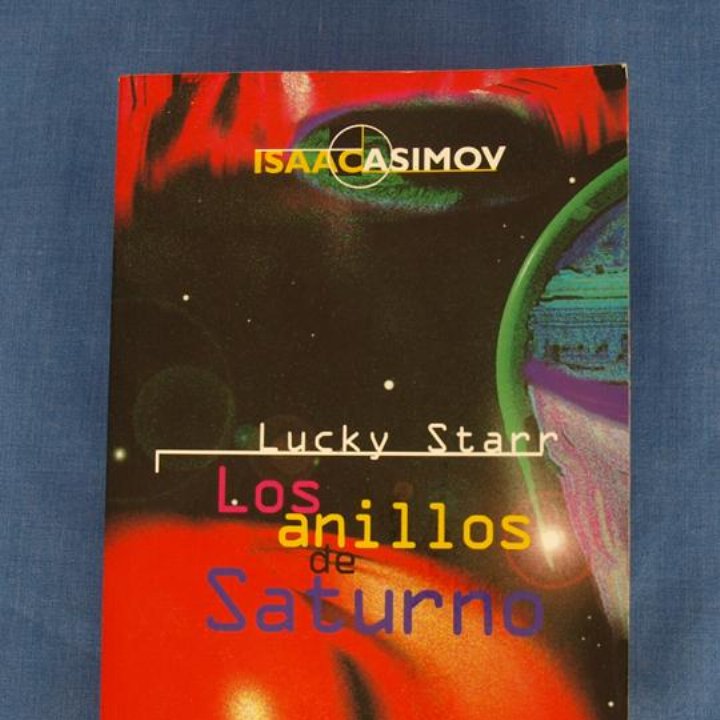 ISAAC ASIMOV
Lucky Starr
Los
anillos
de
Saturno